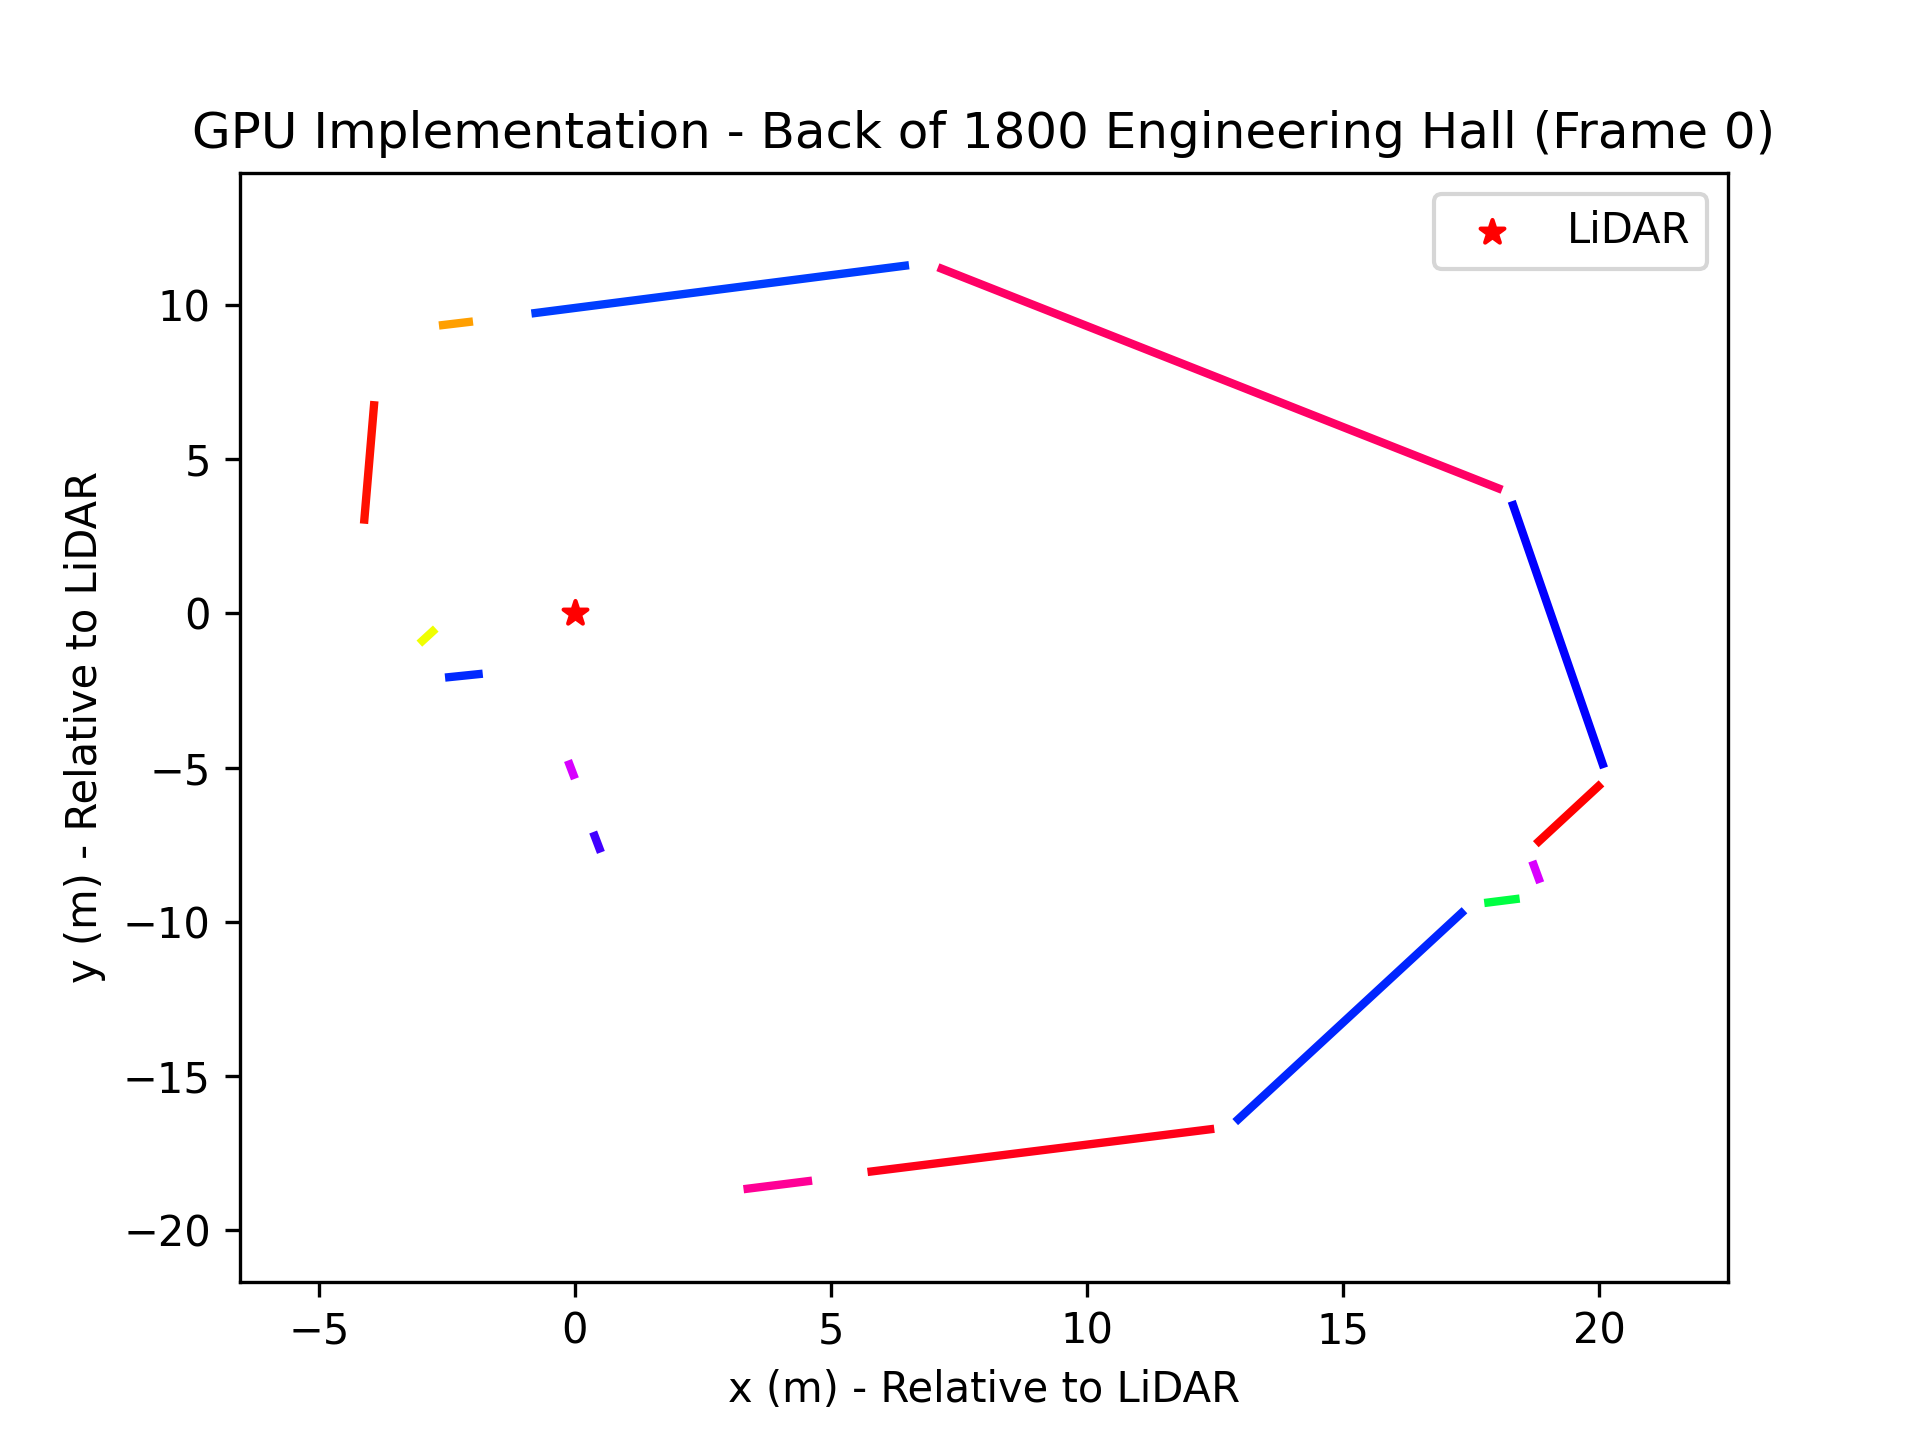 GPU Implementation - Back of 1800 Engineering Hall (Frame 0)
LiDAR
10
5
0
−5
−10
−15
−20
y (m) - Relative to LiDAR
−5 0 5 10 15 20
x (m) - Relative to LiDAR